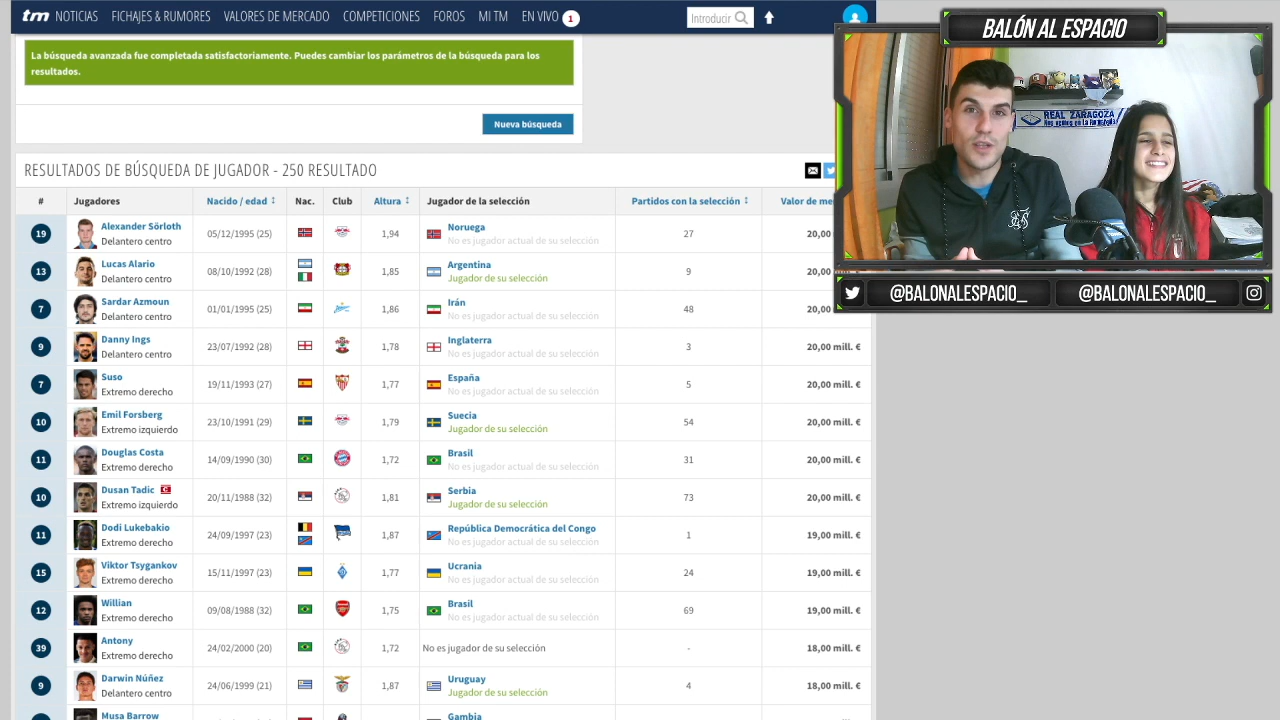 tm NOTICIAS FICHAJES & RUMORES VALORES DE MERCADO COMPETICIONES FOROS MI TM EN VIVO 1 Introducir
BALÓN AL ESPACIO
La búsqueda avanzada fue completada satisfactoriamente. Puedes cambiar los parámetros de la búsqueda para los
resultados.
Nueva búsqueda
REAL ZARAGOZA
@BALONALESPACIO_ @BALONALESPACIO_
RESULTADOS DE BÚSQUEDA DE JUGADOR - 250 RESULTADO
# Jugadores Nacido / edad Nac. Club Altura Jugador de la selección Partidos con la selección Valor de me
19 Alexander Sörloth 05/12/1995 (25) 1,94 Noruega 27 20,00
Delantero centro No es jugador actual de su selección
13 Lucas Alario 08/10/1992 (28) 1,85 Argentina 9 20,00
Delantero centro Jugador de su selección
7 Sardar Azmoun 01/01/1995 (25) 1,86 Irán 48 20,00
Delantero centro No es jugador actual de su selección
9 Danny Ings 23/07/1992 (28) 1,78 Inglaterra 3 20,00 mill. €
Delantero centro No es jugador actual de su selección
7 Suso 19/11/1993 (27) 1,77 España 5 20,00 mill. €
Extremo derecho No es jugador actual de su selección
10 Emil Forsberg 23/10/1991 (29) 1,79 Suecia 54 20,00 mill. €
Extremo izquierdo Jugador de su selección
11 Douglas Costa 14/09/1990 (30) 1,72 Brasil 31 20,00 mill. €
Extremo derecho No es jugador actual de su selección
10 Dusan Tadic 20/11/1988 (32) 1,81 Serbia 73 20,00 mill. €
Extremo izquierdo Jugador de su selección
11 Dodi Lukebakio 24/09/1997 (23) 1,87 República Democrática del Congo 1 19,00 mill. €
Extremo derecho No es jugador actual de su selección
15 Viktor Tsygankov 15/11/1997 (23) 1,77 Ucrania 24 19,00 mill. €
Extremo derecho No es jugador actual de su selección
12 Willian 09/08/1988 (32) 1,75 Brasil 69 19,00 mill. €
Extremo derecho No es jugador actual de su selección
39 Antony 24/02/2000 (20) 1,72 No es jugador de su selección - 18,00 mill. €
Extremo derecho
9 Darwin Núñez 24/06/1999 (21) 1,87 Uruguay 4 18,00 mill. €
Delantero centro Jugador de su selección
Musa Barrow Gambia